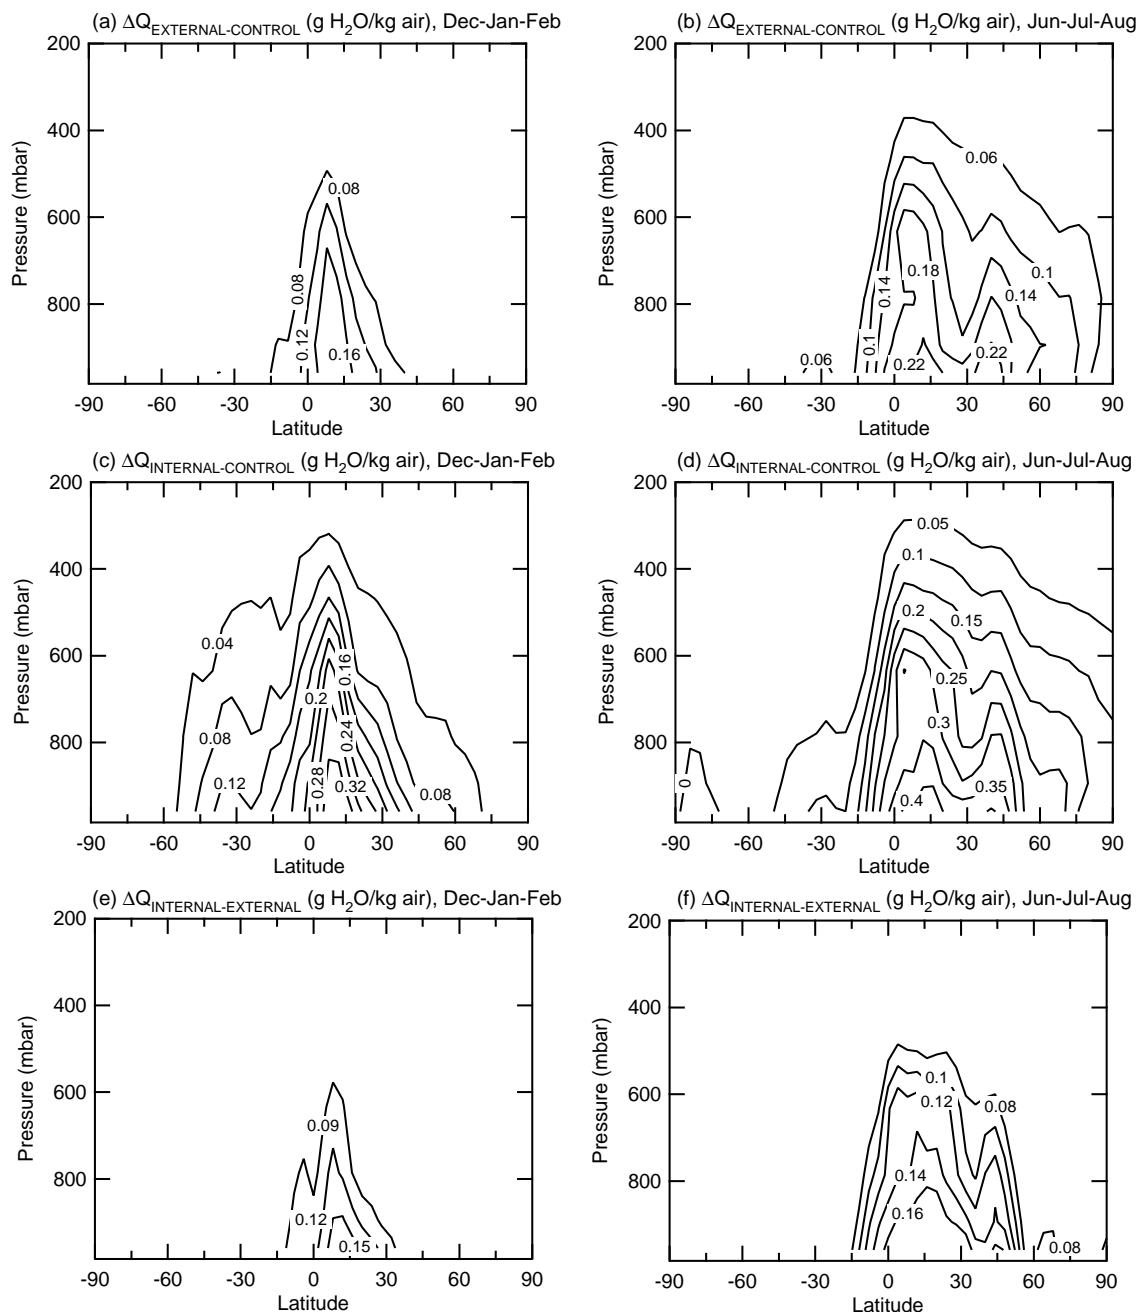 (a) ΔQEXTERNAL-CONTROL (g H2O/kg air), Dec-Jan-Feb
200
400
600
800
Pressure (mbar)
0.08
0.08
0.12
0.16
-90 -60 -30 0 30 60 90
Latitude
(b) ΔQEXTERNAL-CONTROL (g H2O/kg air), Jun-Jul-Aug
200
400
600
800
Pressure (mbar)
0.06
0.18
0.1
0.14
0.14
0.1
0.06
0.22
0.22
-90 -60 -30 0 30 60 90
Latitude
(c) ΔQINTERNAL-CONTROL (g H2O/kg air), Dec-Jan-Feb
200
400
600
800
Pressure (mbar)
0.04
0.16
0.2
0.08
0.24
0.12
0.28
0.32
0.08
-90 -60 -30 0 30 60 90
Latitude
(d) ΔQINTERNAL-CONTROL (g H2O/kg air), Jun-Jul-Aug
200
400
600
800
Pressure (mbar)
0.05
0.1
0.2
0.15
0.25
0.3
0
0.35
0.4
-90 -60 -30 0 30 60 90
Latitude
(e) ΔQINTERNAL-EXTERNAL (g H2O/kg air), Dec-Jan-Feb
200
400
600
800
Pressure (mbar)
0.09
0.12
0.15
-90 -60 -30 0 30 60 90
Latitude
(f) ΔQINTERNAL-EXTERNAL (g H2O/kg air), Jun-Jul-Aug
200
400
600
800
Pressure (mbar)
0.1
0.12
0.08
0.14
0.16
0.08
-90 -60 -30 0 30 60 90
Latitude